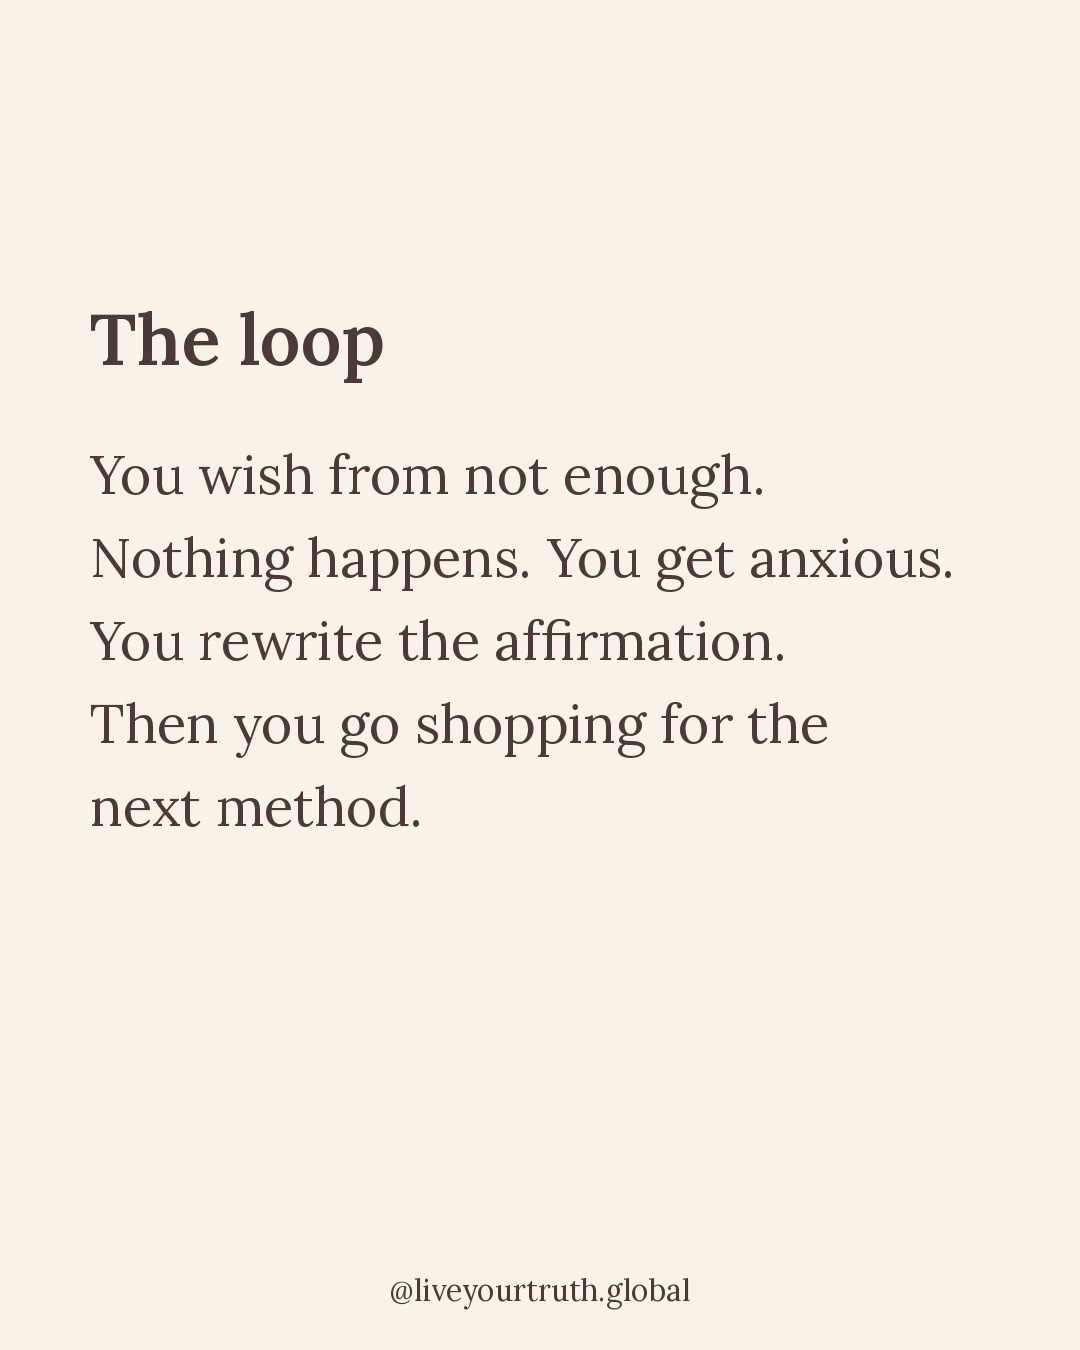 The loop
You wish from not enough.
Nothing happens. You get anxious.
You rewrite the affirmation.
Then you go shopping for the
next method.
@liveyourtruth.global